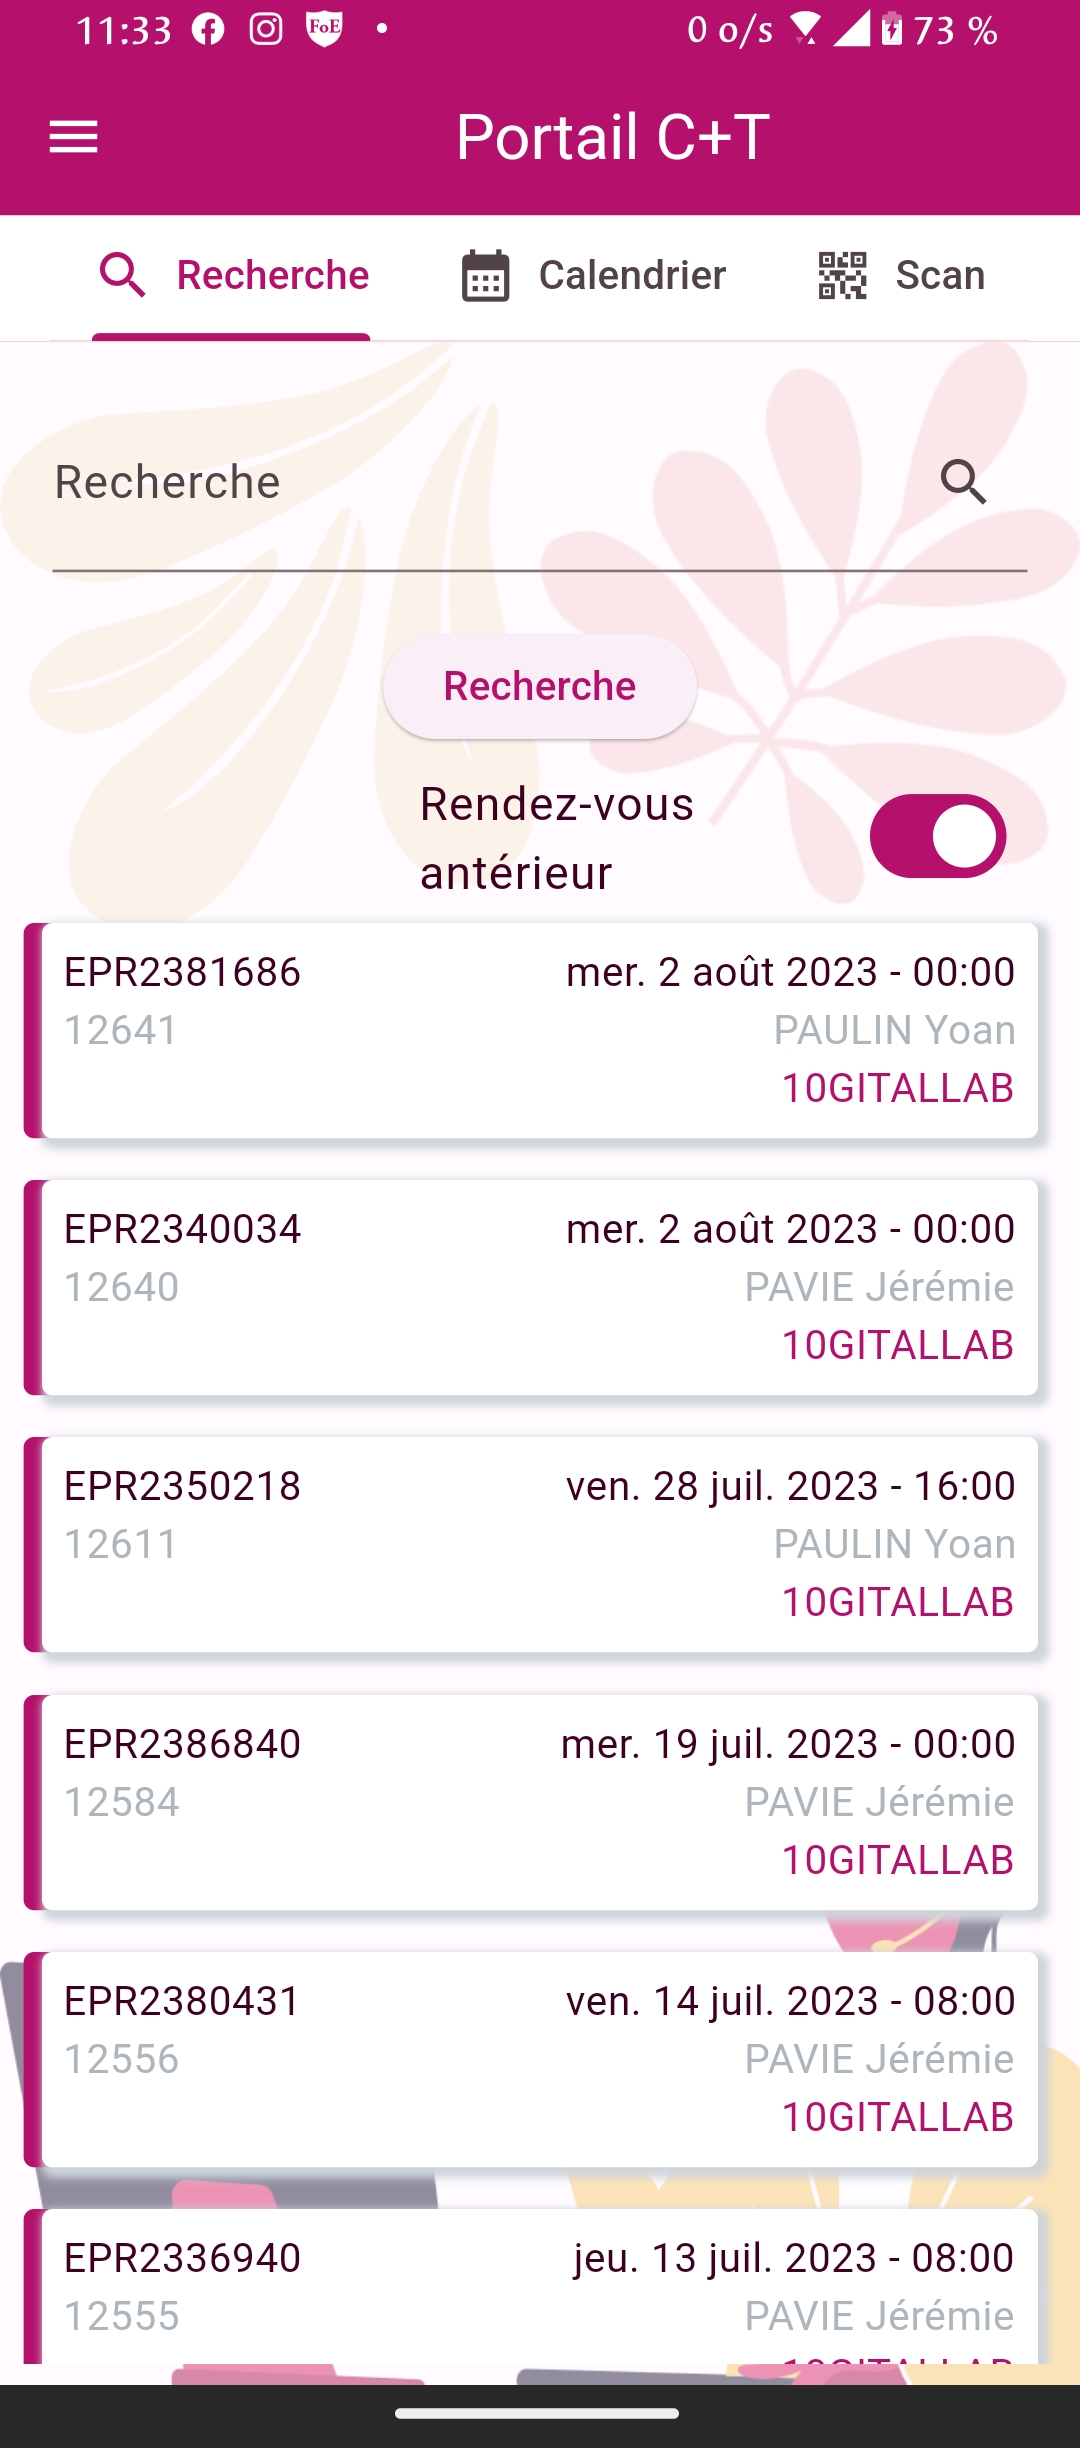 11:33 FoE 0 o/s 73 %
Portail C+T
Recherche Calendrier Scan
Recherche
Recherche
Rendez-vous
antérieur
EPR2381686 mer. 2 août 2023 - 00:00
12641 PAULIN Yoan
10GITALLAB
EPR2340034 mer. 2 août 2023 - 00:00
12640 PAVIE Jérémie
10GITALLAB
EPR2350218 ven. 28 juil. 2023 - 16:00
12611 PAULIN Yoan
10GITALLAB
EPR2386840 mer. 19 juil. 2023 - 00:00
12584 PAVIE Jérémie
10GITALLAB
EPR2380431 ven. 14 juil. 2023 - 08:00
12556 PAVIE Jérémie
10GITALLAB
EPR2336940 jeu. 13 juil. 2023 - 08:00
12555 PAVIE Jérémie